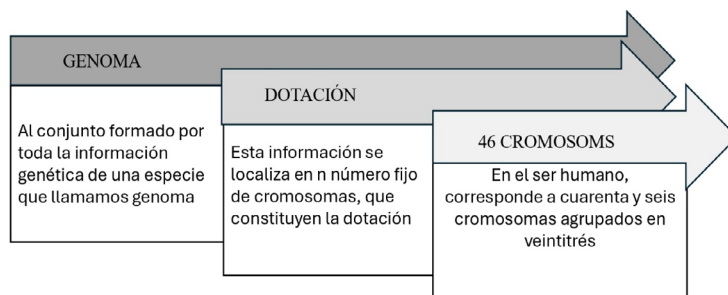 GENOMA
Al conjunto formado por
toda la información
genética de una especie
que llamamos genoma
DOTACIÓN
Esta información se
localiza en n número fijo
de cromosomas, que
constituyen la dotación
46 CROMOSOMS
En el ser humano,
corresponde a cuarenta y seis
cromosomas agrupados en
veintitrés